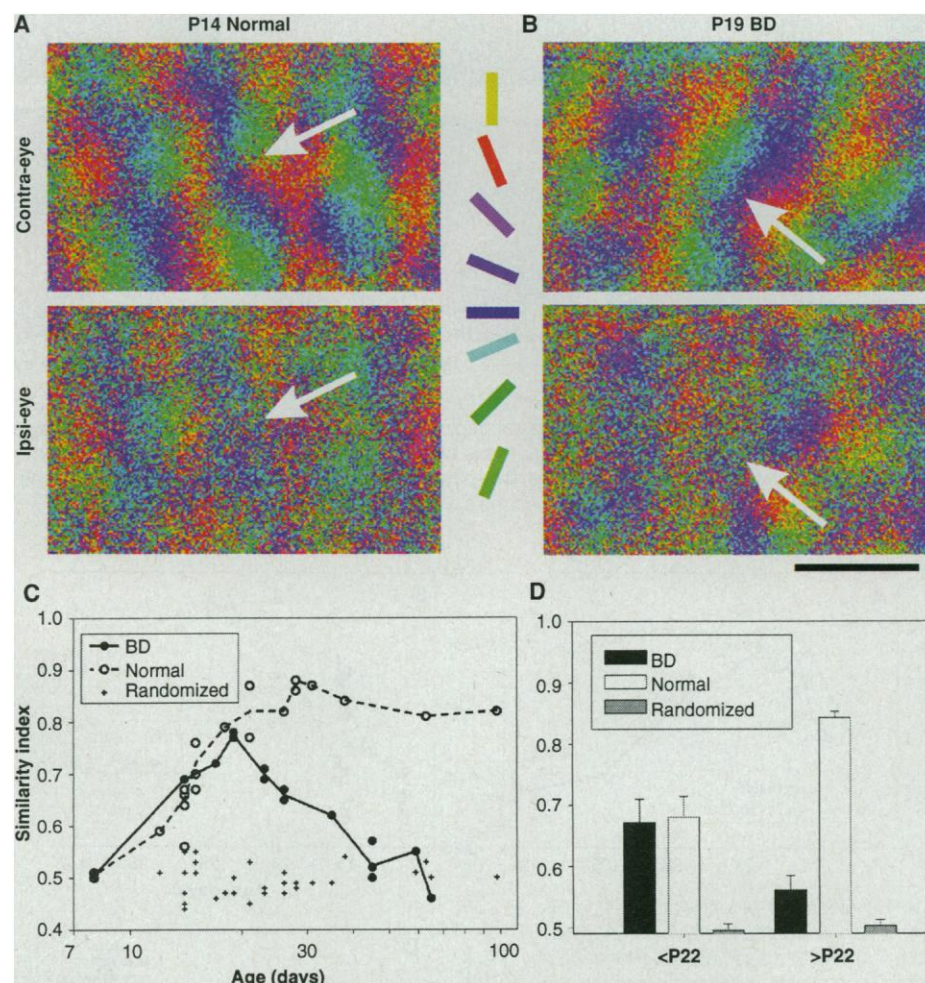 A
P14 Normal
B
P19 BD
Contra-eye
Ipsi-eye
C
Similarity index
1.0
0.9
0.8
0.7
0.6
0.5
0.4
BD
Normal
Randomized
7
10
30
100
Age (days)
D
1.0
0.9
0.8
0.7
0.6
0.5
BD
Normal
Randomized
<P22
>P22